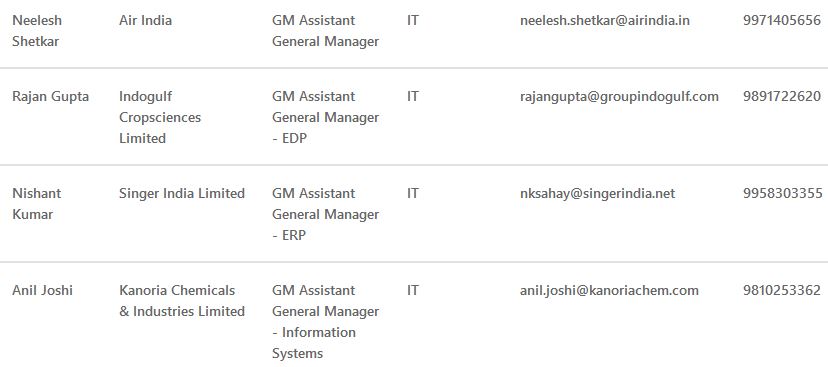 Neelesh Shetkar Air India GM Assistant General Manager IT neelesh.shetkar@airindia.in 9971405656
Rajan Gupta Indogulf Cropsciences Limited GM Assistant General Manager - EDP IT rajangupta@groupindogulf.com 9891722620
Nishant Kumar Singer India Limited GM Assistant General Manager - ERP IT nksahay@singerindia.net 9958303355
Anil Joshi Kanoria Chemicals & Industries Limited GM Assistant General Manager - Information Systems IT anil.joshi@kanoriachem.com 9810253362